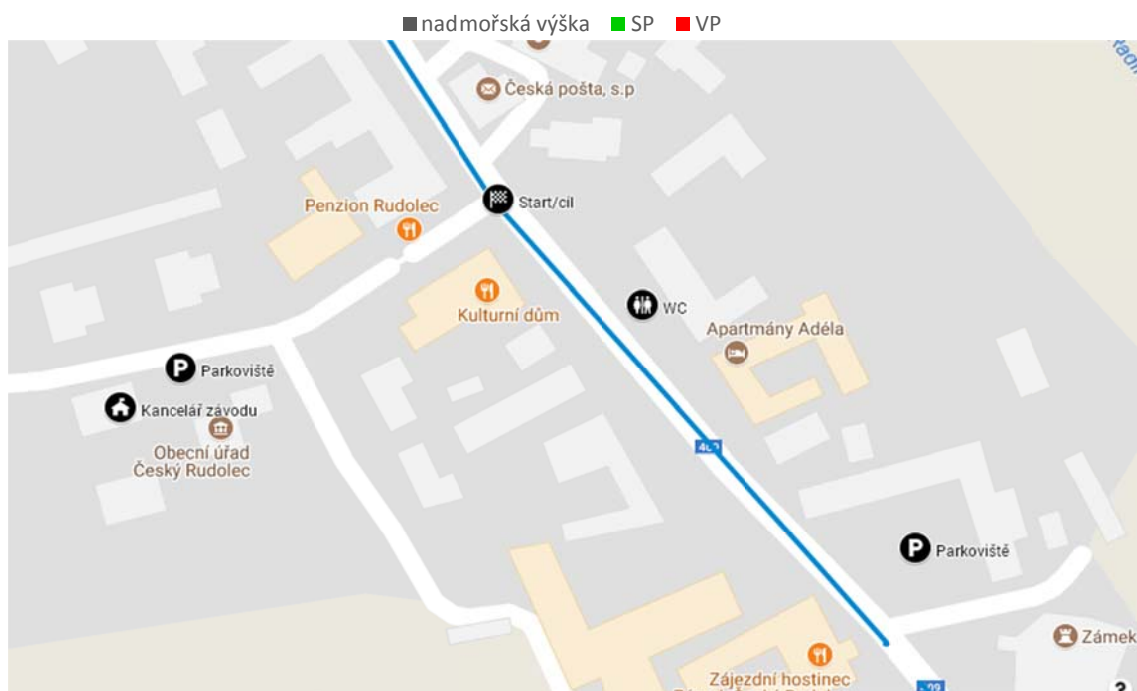 nadmořská výška SP VP
Česká pošta, s.p
Start/cíl
Penzion Rudolec
Kulturní dům
WC
Apartmány Adéla
P Parkoviště
Kancelář závodu
Obecní úřad
Český Rudolec
P Parkoviště
Zámek
Zájezdní hostinec